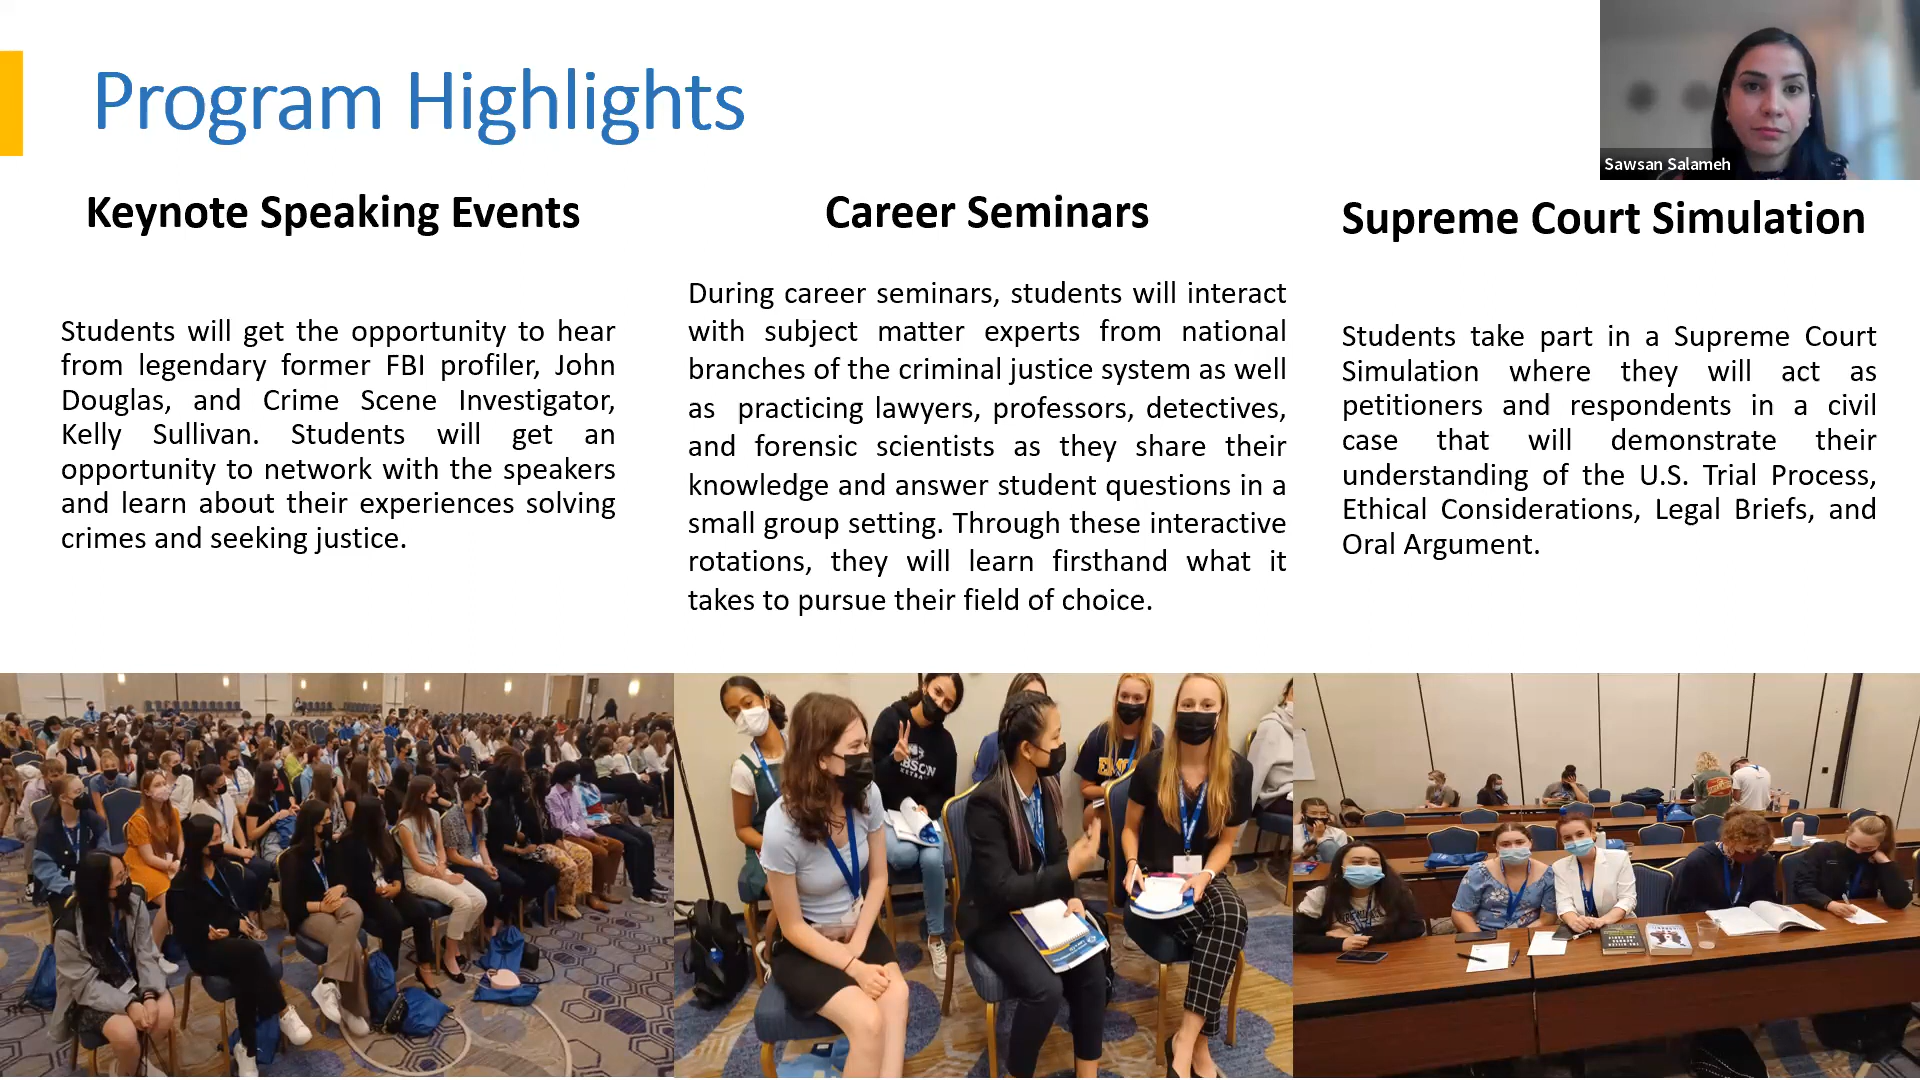 Program Highlights
Sawsan Salameh
Keynote Speaking Events
Students will get the opportunity to hear
from legendary former FBI profiler, John
Douglas, and Crime Scene Investigator,
Kelly Sullivan. Students will get an
opportunity to network with the speakers
and learn about their experiences solving
crimes and seeking justice.
Career Seminars
During career seminars, students will interact
with subject matter experts from national
branches of the criminal justice system as well
as practicing lawyers, professors, detectives,
and forensic scientists as they share their
knowledge and answer student questions in a
small group setting. Through these interactive
rotations, they will learn firsthand what it
takes to pursue their field of choice.
Supreme Court Simulation
Students take part in a Supreme Court
Simulation where they will act as
petitioners and respondents in a civil
case that will demonstrate their
understanding of the U.S. Trial Process,
Ethical Considerations, Legal Briefs, and
Oral Argument.